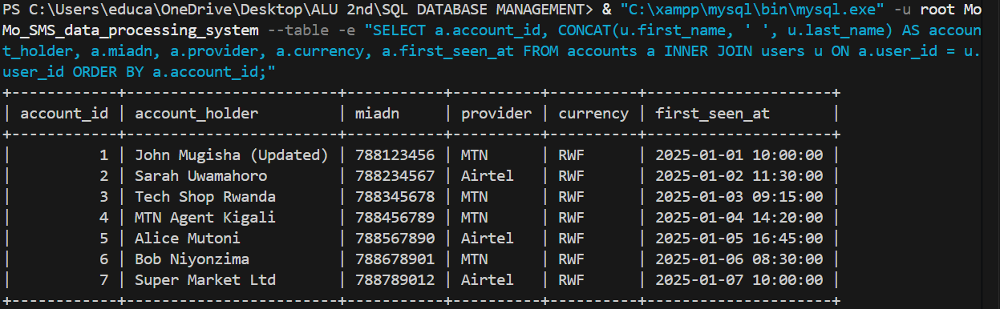 PS C:\Users\educa\OneDrive\Desktop\ALU 2nd\SQL DATABASE MANAGEMENT> & "C:\xampp\mysql\bin\mysql.exe" -u root Mo
Mo_SMS_data_processing_system --table -e "SELECT a.account_id, CONCAT(u.first_name, ' ', u.last_name) AS accoun
t_holder, a.miadn, a.provider, a.currency, a.first_seen_at FROM accounts a INNER JOIN users u ON a.user_id = u.
user_id ORDER BY a.account_id;"
+------------+------------------------+-----------+----------+----------+---------------------+
| account_id | account_holder         | miadn     | provider | currency | first_seen_at       |
+------------+------------------------+-----------+----------+----------+---------------------+
|          1 | John Mugisha (Updated) | 788123456 | MTN      | RWF      | 2025-01-01 10:00:00 |
|          2 | Sarah Uwamahoro        | 788234567 | Airtel   | RWF      | 2025-01-02 11:30:00 |
|          3 | Tech Shop Rwanda       | 788345678 | MTN      | RWF      | 2025-01-03 09:15:00 |
|          4 | MTN Agent Kigali       | 788456789 | MTN      | RWF      | 2025-01-04 14:20:00 |
|          5 | Alice Mutoni           | 788567890 | Airtel   | RWF      | 2025-01-05 16:45:00 |
|          6 | Bob Niyonzima          | 788678901 | MTN      | RWF      | 2025-01-06 08:30:00 |
|          7 | Super Market Ltd       | 788789012 | Airtel   | RWF      | 2025-01-07 10:00:00 |
+------------+------------------------+-----------+----------+----------+---------------------+